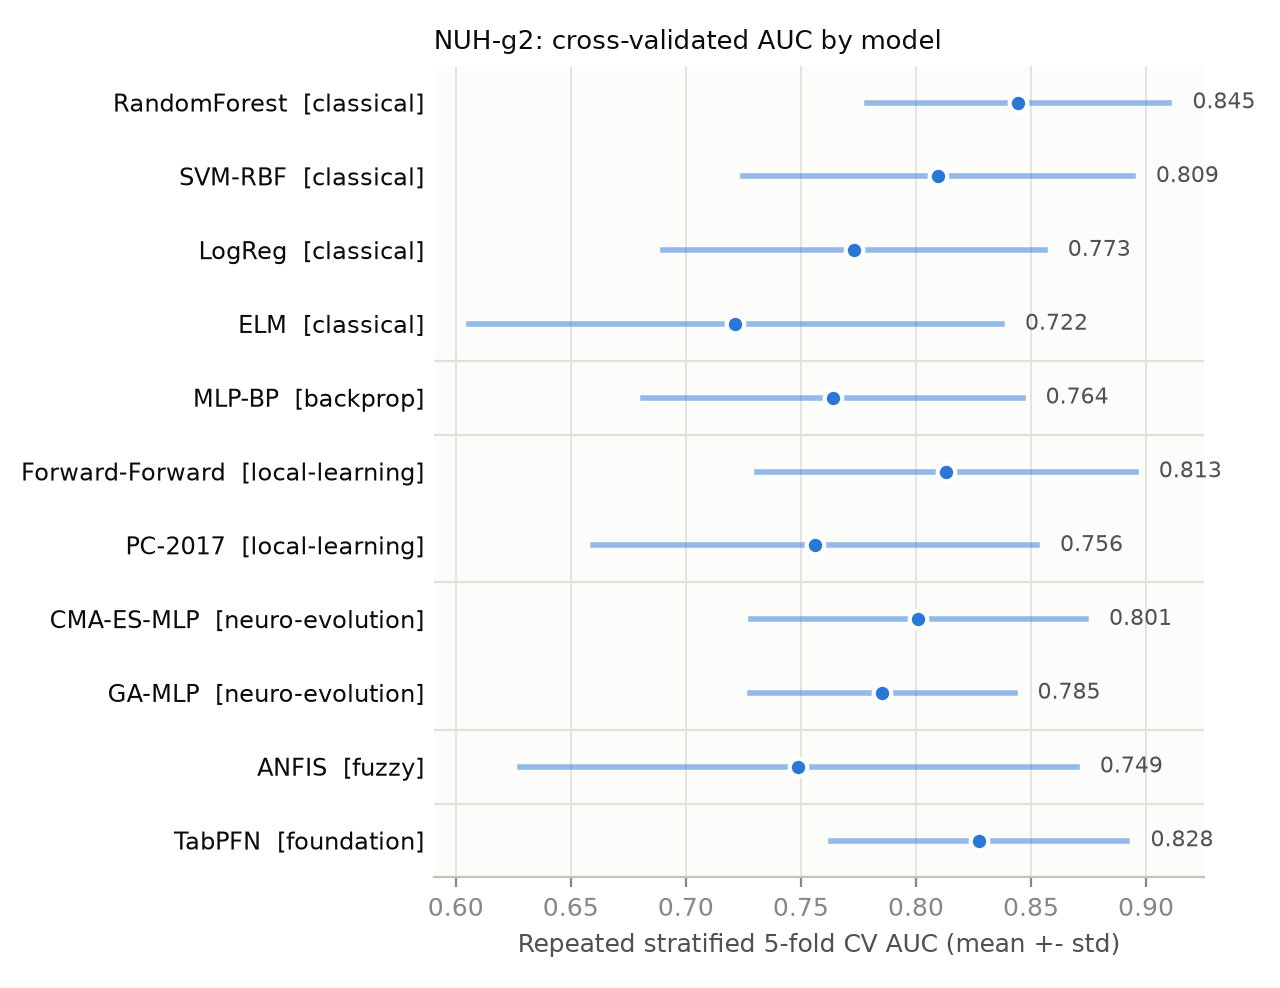 NUH-g2: cross-validated AUC by model
RandomForest [classical] 0.845
SVM-RBF [classical] 0.809
LogReg [classical] 0.773
ELM [classical] 0.722
MLP-BP [backprop] 0.764
Forward-Forward [local-learning] 0.813
PC-2017 [local-learning] 0.756
CMA-ES-MLP [neuro-evolution] 0.801
GA-MLP [neuro-evolution] 0.785
ANFIS [fuzzy] 0.749
TabPFN [foundation] 0.828
0.60 0.65 0.70 0.75 0.80 0.85 0.90
Repeated stratified 5-fold CV AUC (mean +- std)